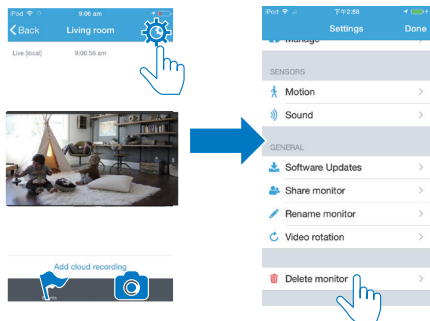 iPod 9:06 am
Back Living room
Live (local) 9:06:56 am
Add cloud recording
iPod 下午2:58
Settings Done
Manage
SENSORS
Motion
Sound
GENERAL
Software Updates
Share monitor
Rename monitor
Video rotation
Delete monitor